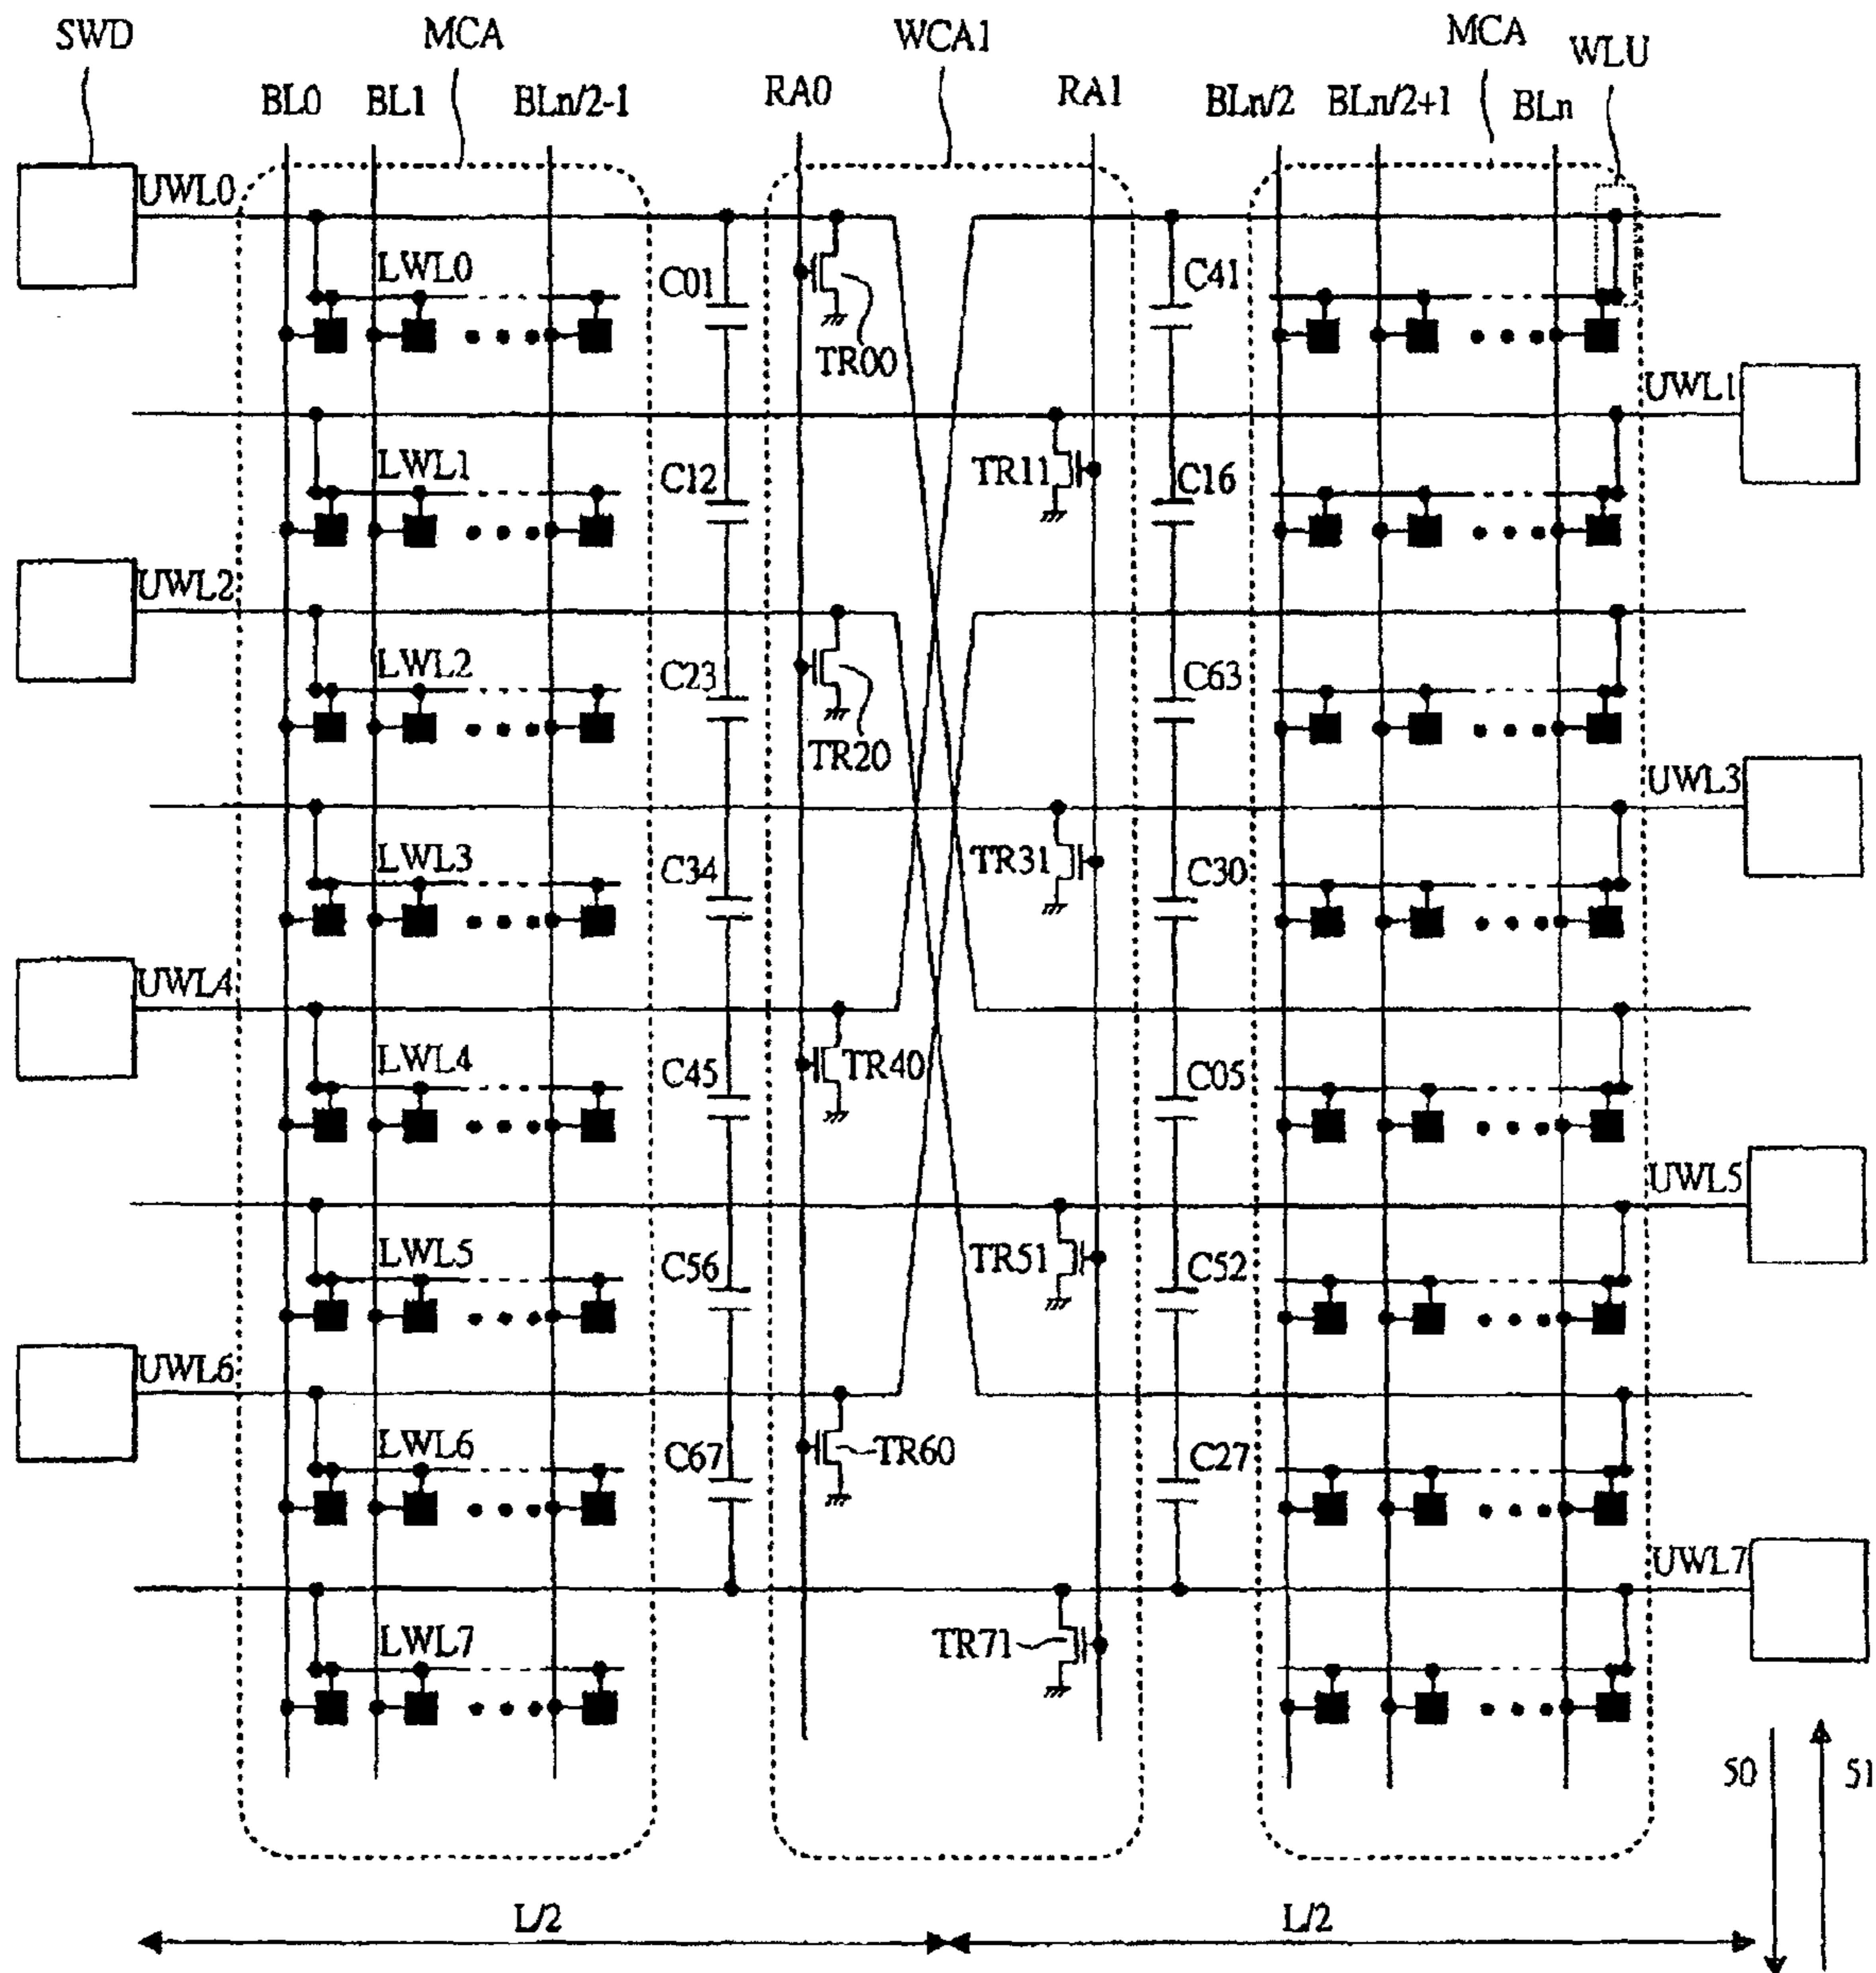 SWD MCA WCA1 MCA WLU
BL0 BL1 BLn/2-1 RA0 RA1 BLn/2 BLn/2+1 BLn
UWL0
LWL0 C01 C41
TR00
UWL1
LWL1 C12 TR11 C16
UWL2
LWL2 C23 C63
TR20
UWL3
LWL3 C34 TR31 C30
UWL4
LWL4 C45 TR40 C05
UWL5
LWL5 C56 TR51 C52
UWL6
LWL6 C67 TR60 C27
UWL7
LWL7 TR71
50 51
L/2 L/2